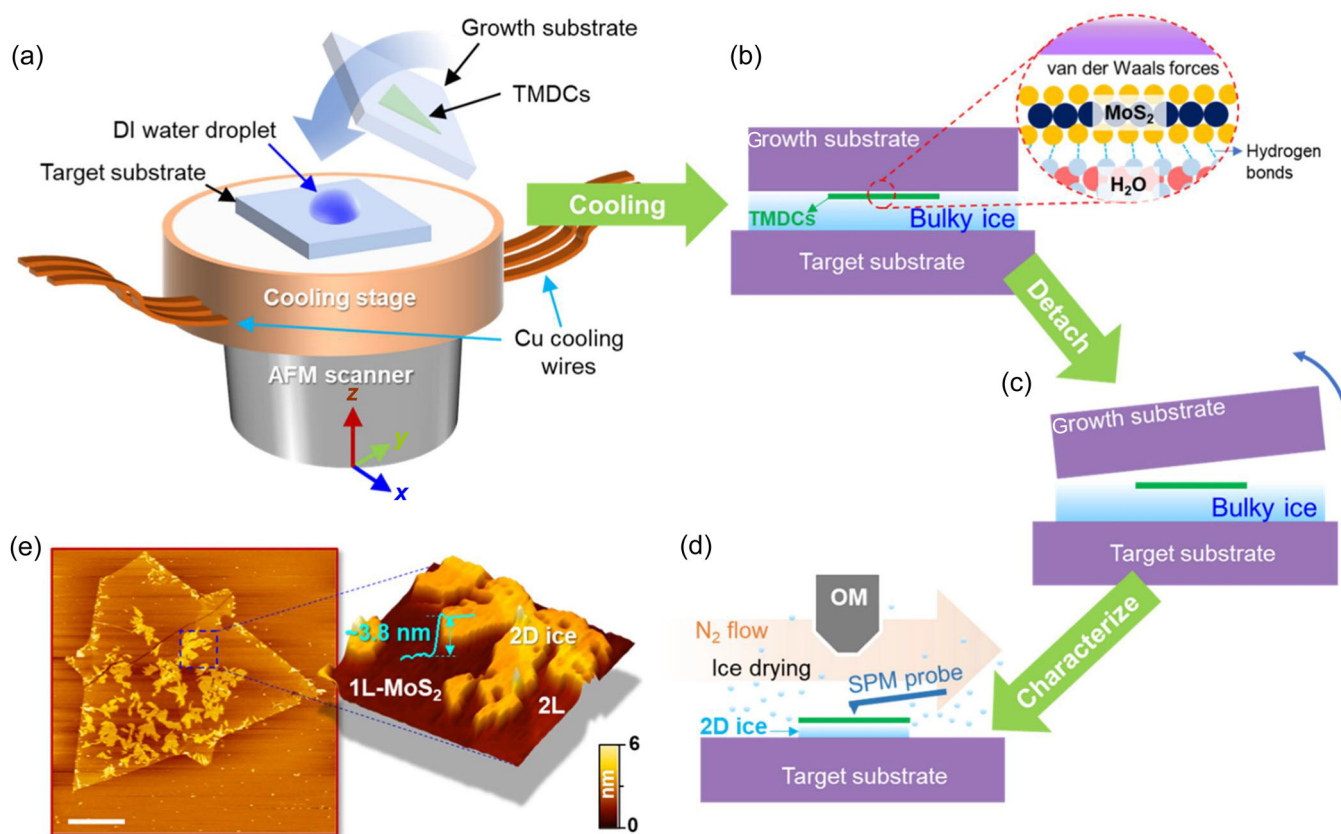 (a)
Growth substrate
TMDCs
DI water droplet
Target substrate
Cooling stage
Cu cooling
wires
AFM scanner
z
y
x
Cooling
(b)
van der Waals forces
MoS₂
Hydrogen
bonds
H₂O
Growth substrate
TMDCs
Bulky ice
Target substrate
Detach
(c)
Growth substrate
Bulky ice
Target substrate
Characterize
(d)
OM
N₂ flow
Ice drying
SPM probe
2D ice
Target substrate
(e)
~3.8 nm
2D ice
1L-MoS₂
2L
6
nm
0